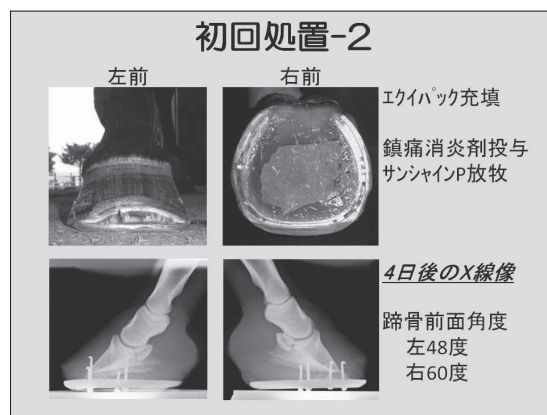 初回処置-2
左前
右前
ｴｸｲﾊﾟｯｸ充填
鎮痛消炎剤投与
サンシャインP放牧
4日後のX線像
蹄骨前面角度
左48度
右60度